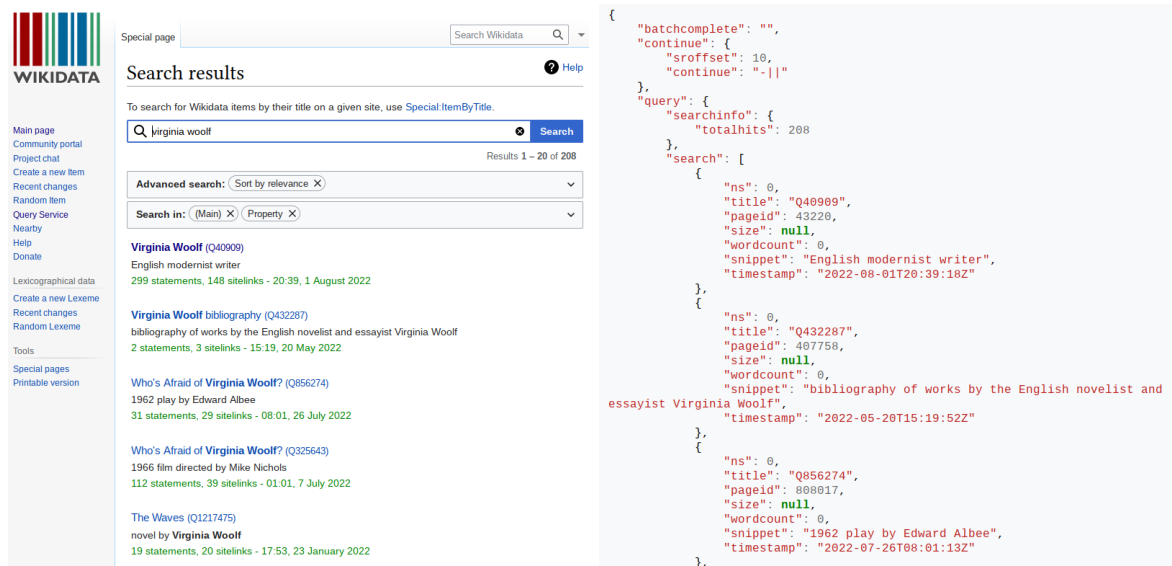 WIKIDATA
Main page
Community portal
Project chat
Create a new Item
Recent changes
Random Item
Query Service
Nearby
Help
Donate
Lexicographical data
Create a new Lexeme
Recent changes
Random Lexeme
Tools
Special pages
Printable version
Special page
Search Wikidata
Search results
Help
To search for Wikidata items by their title on a given site, use Special:ItemByTitle.
virginia woolf
Search
Results 1 – 20 of 208
Advanced search: Sort by relevance
Search in: (Main) Property
Virginia Woolf (Q40909)
English modernist writer
299 statements, 148 sitelinks - 20:39, 1 August 2022
Virginia Woolf bibliography (Q432287)
bibliography of works by the English novelist and essayist Virginia Woolf
2 statements, 3 sitelinks - 15:19, 20 May 2022
Who's Afraid of Virginia Woolf? (Q856274)
1962 play by Edward Albee
31 statements, 29 sitelinks - 08:01, 26 July 2022
Who's Afraid of Virginia Woolf? (Q325643)
1966 film directed by Mike Nichols
112 statements, 39 sitelinks - 01:01, 7 July 2022
The Waves (Q1217475)
novel by Virginia Woolf
19 statements, 20 sitelinks - 17:53, 23 January 2022
{
"batchcomplete": "",
"continue": {
"sroffset": 10,
"continue": "-||"
},
"query": {
"searchinfo": {
"totalhits": 208
},
"search": [
{
"ns": 0,
"title": "Q40909",
"pageid": 43220,
"size": null,
"wordcount": 0,
"snippet": "English modernist writer",
"timestamp": "2022-08-01T20:39:18Z"
},
{
"ns": 0,
"title": "Q432287",
"pageid": 407758,
"size": null,
"wordcount": 0,
"snippet": "bibliography of works by the English novelist and
essayist Virginia Woolf",
"timestamp": "2022-05-20T15:19:52Z"
},
{
"ns": 0,
"title": "Q856274",
"pageid": 808017,
"size": null,
"wordcount": 0,
"snippet": "1962 play by Edward Albee",
"timestamp": "2022-07-26T08:01:13Z"
},